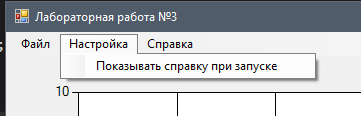 Лабораторная работа №3
Файл Настройка Справка
Показывать справку при запуске
10